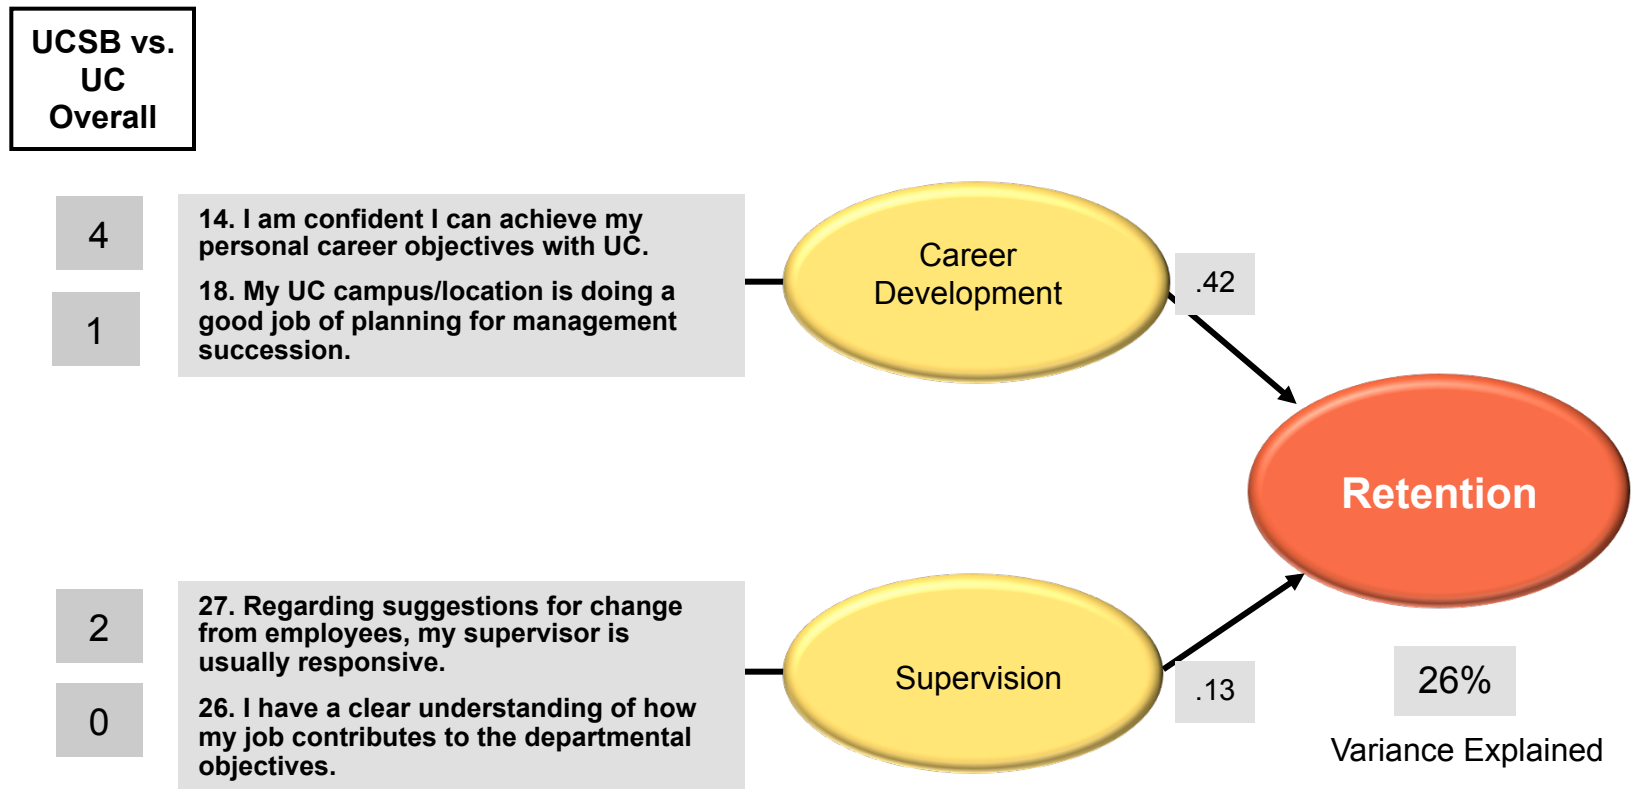 UCSB vs.
UC
Overall
4
14. I am confident I can achieve my
personal career objectives with UC.
1
18. My UC campus/location is doing a
good job of planning for management
succession.
Career
Development
.42
Retention
2
27. Regarding suggestions for change
from employees, my supervisor is
usually responsive.
0
26. I have a clear understanding of how
my job contributes to the departmental
objectives.
Supervision
.13
26%
Variance Explained